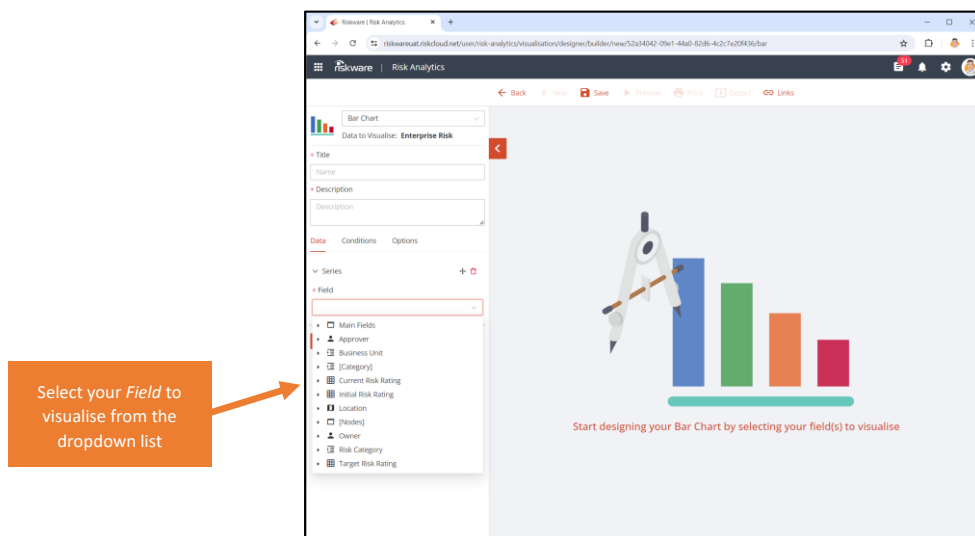 Riskware | Risk Analytics
riskwareuat.riskcloud.net/user/risk-analytics/visualisation/designer/builder/new/52a34042-09e1-44a0-82d6-4c2c7e20f436/bar
riskware | Risk Analytics
51
Back New Save Preview Print Export Links
Bar Chart
Data to Visualise: Enterprise Risk
* Title
Name
* Description
Description
Data Conditions Options
Series
* Field
Main Fields
Approver
Business Unit
[Category]
Current Risk Rating
Initial Risk Rating
Location
[Nodes]
Owner
Risk Category
Target Risk Rating
Select your Field to
visualise from the
dropdown list
Start designing your Bar Chart by selecting your field(s) to visualise